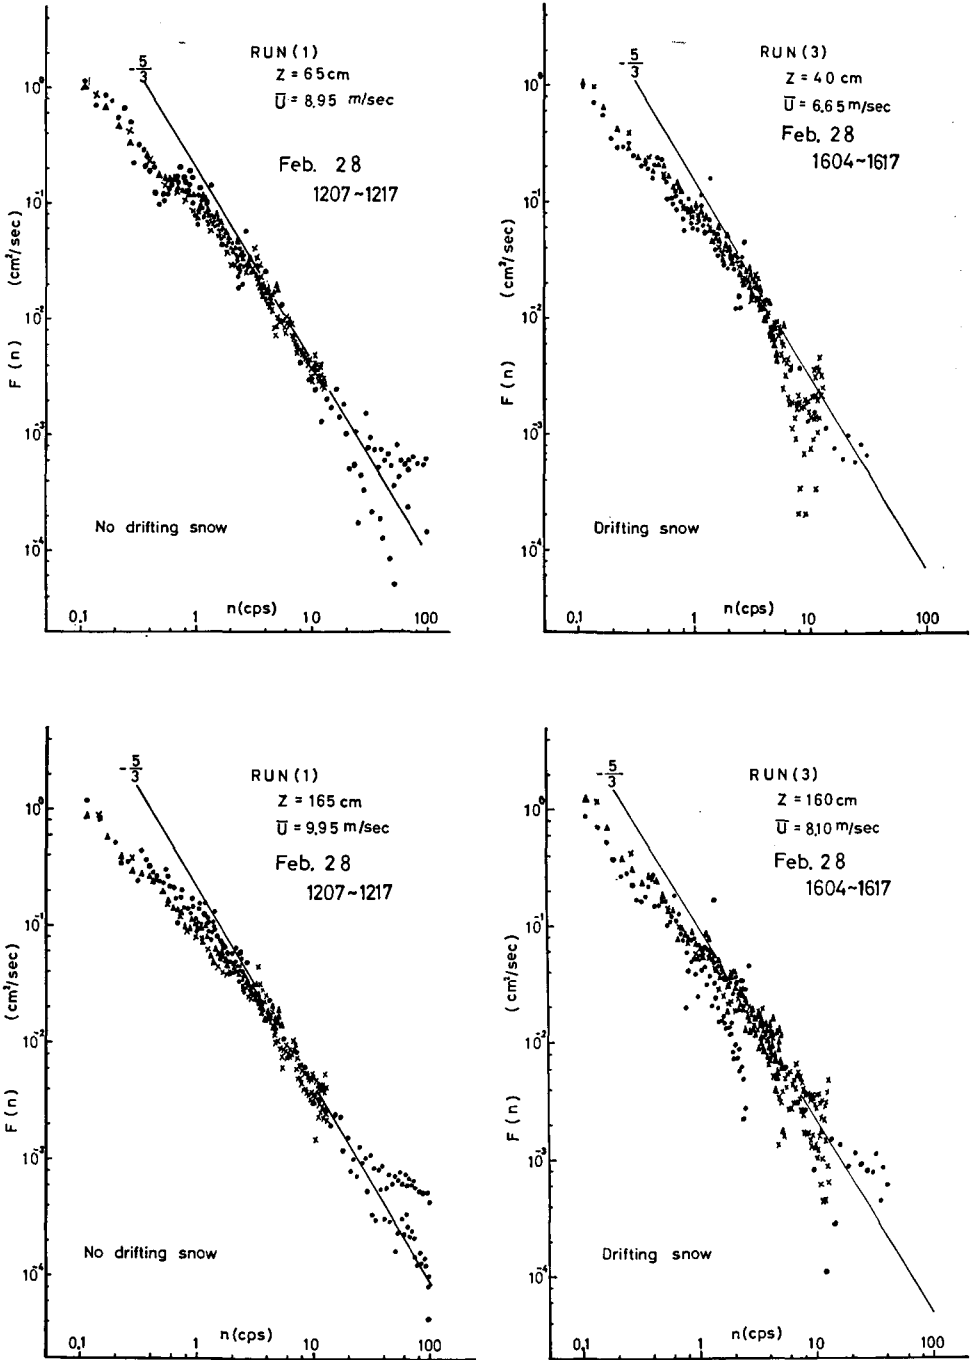 -5/3
RUN (1)
Z = 65 cm
U̅ = 8,95 m/sec
Feb. 28
1207~1217
10⁰
10⁻¹
10⁻²
10⁻³
10⁻⁴
F (n) (cm²/sec)
No drifting snow
n(cps)
0,1 1 10 100
-5/3
RUN (3)
Z = 40 cm
U̅ = 6,65 m/sec
Feb. 28
1604~1617
10⁰
10⁻¹
10⁻²
10⁻³
10⁻⁴
F (n) (cm²/sec)
Drifting snow
n(cps)
0,1 1 10 100
-5/3
RUN (1)
Z = 165 cm
U̅ = 9,95 m/sec
Feb. 28
1207~1217
10⁰
10⁻¹
10⁻²
10⁻³
10⁻⁴
F (n) (cm²/sec)
No drifting snow
n(cps)
0,1 1 10 100
-5/3
RUN (3)
Z = 160 cm
U̅ = 8,10 m/sec
Feb. 28
1604~1617
10⁰
10⁻¹
10⁻²
10⁻³
10⁻⁴
F (n) (cm²/sec)
Drifting snow
n(cps)
0,1 1 10 100